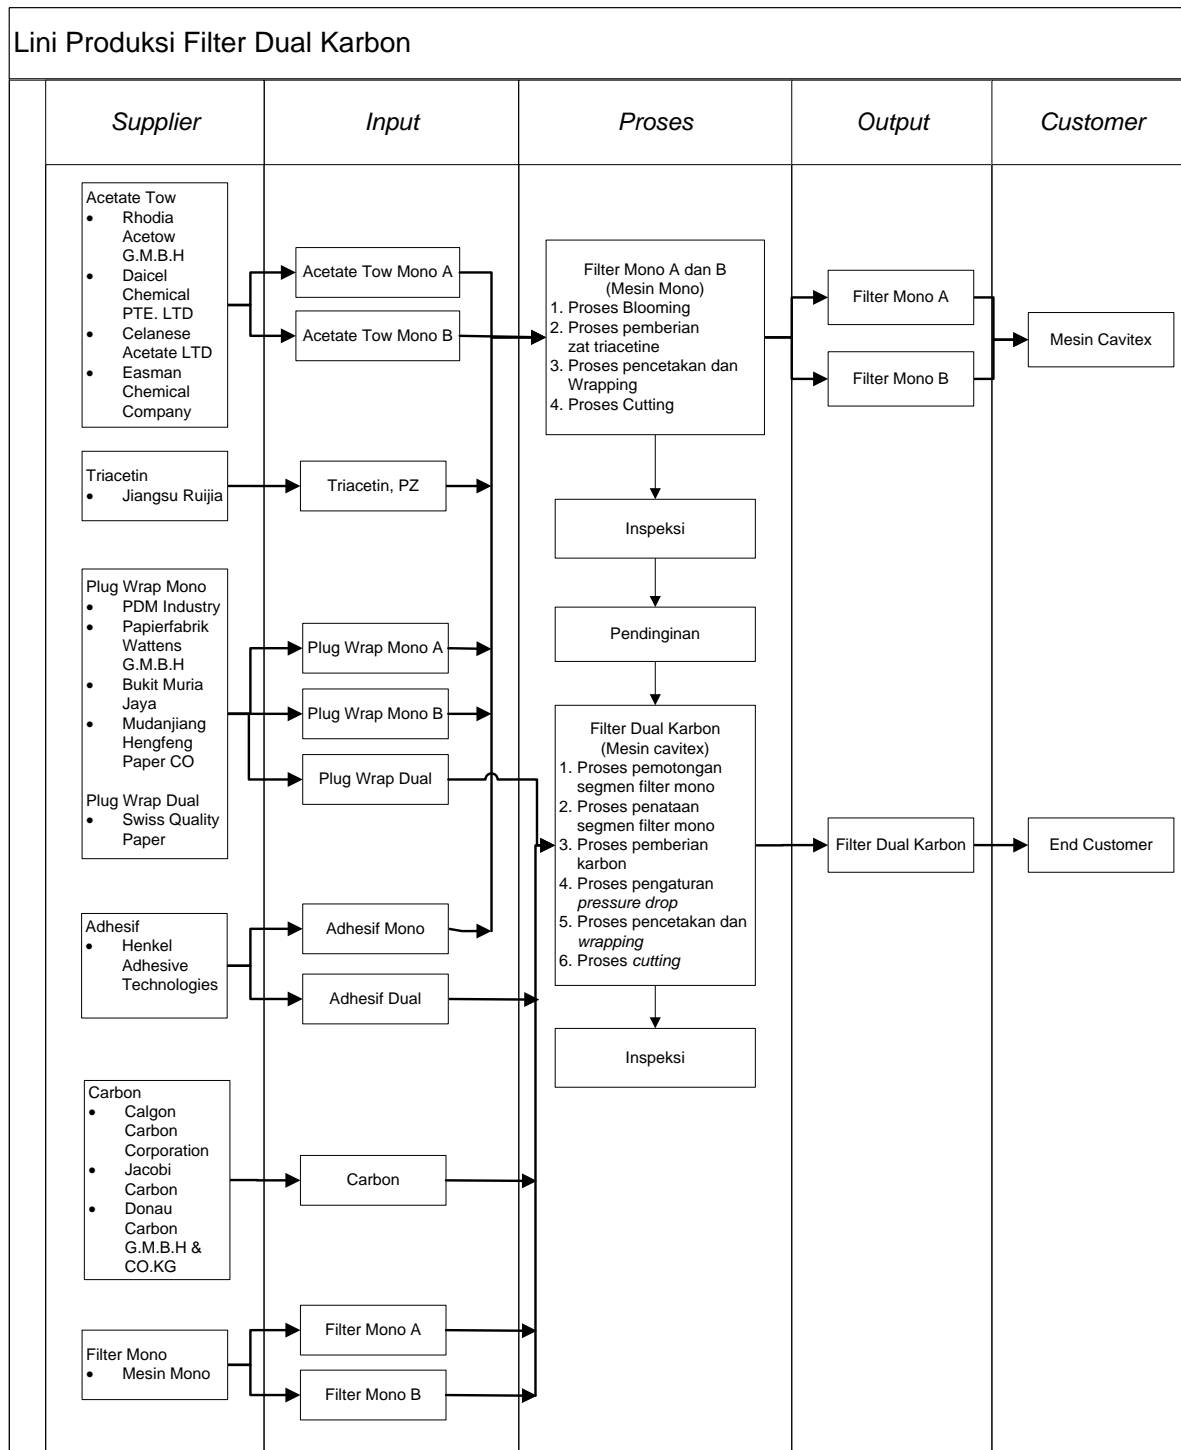 Lini Produksi Filter Dual Karbon
Supplier
Input
Proses
Output
Customer
Acetate Tow
• Rhodia
Acetow
G.M.B.H
• Daicel
Chemical
PTE. LTD
• Celanese
Acetate LTD
• Easman
Chemical
Company
Triacetin
• Jiangsu Ruijia
Plug Wrap Mono
• PDM Industry
• Papierfabrik
Wattens
G.M.B.H
• Bukit Muria
Jaya
• Mudanjiang
Hengfeng
Paper CO
Plug Wrap Dual
• Swiss Quality
Paper
Adhesif
• Henkel
Adhesive
Technologies
Carbon
• Calgon
Carbon
Corporation
• Jacobi
Carbon
• Donau
Carbon
G.M.B.H &
CO.KG
Filter Mono
• Mesin Mono
Acetate Tow Mono A
Acetate Tow Mono B
Triacetin, PZ
Plug Wrap Mono A
Plug Wrap Mono B
Plug Wrap Dual
Adhesif Mono
Adhesif Dual
Carbon
Filter Mono A
Filter Mono B
Filter Mono A dan B
(Mesin Mono)
1. Proses Blooming
2. Proses pemberian
zat triacetine
3. Proses pencetakan dan
Wrapping
4. Proses Cutting
Inspeksi
Pendinginan
Filter Dual Karbon
(Mesin cavitex)
1. Proses pemotongan
segmen filter mono
2. Proses penataan
segmen filter mono
3. Proses pemberian
karbon
4. Proses pengaturan
pressure drop
5. Proses pencetakan dan
wrapping
6. Proses cutting
Inspeksi
Filter Mono A
Filter Mono B
Filter Dual Karbon
Mesin Cavitex
End Customer